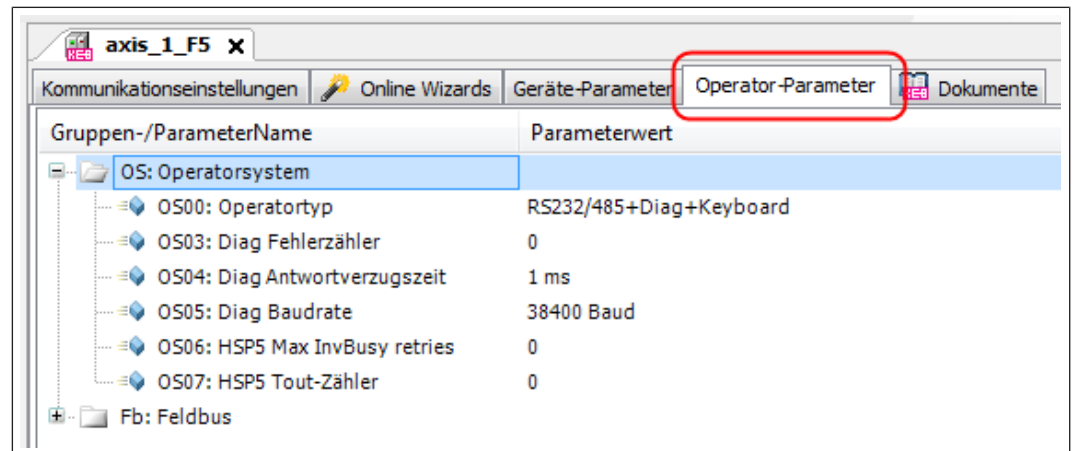 axis_1_F5 x
Kommunikationseinstellungen Online Wizards Geräte-Parameter Operator-Parameter KEB Dokumente
Gruppen-/ParameterName Parameterwert
OS: Operatorsystem
OS00: Operatortyp RS232/485+Diag+Keyboard
OS03: Diag Fehlerzähler 0
OS04: Diag Antwortverzugszeit 1 ms
OS05: Diag Baudrate 38400 Baud
OS06: HSP5 Max InvBusy retries 0
OS07: HSP5 Tout-Zähler 0
Fb: Feldbus